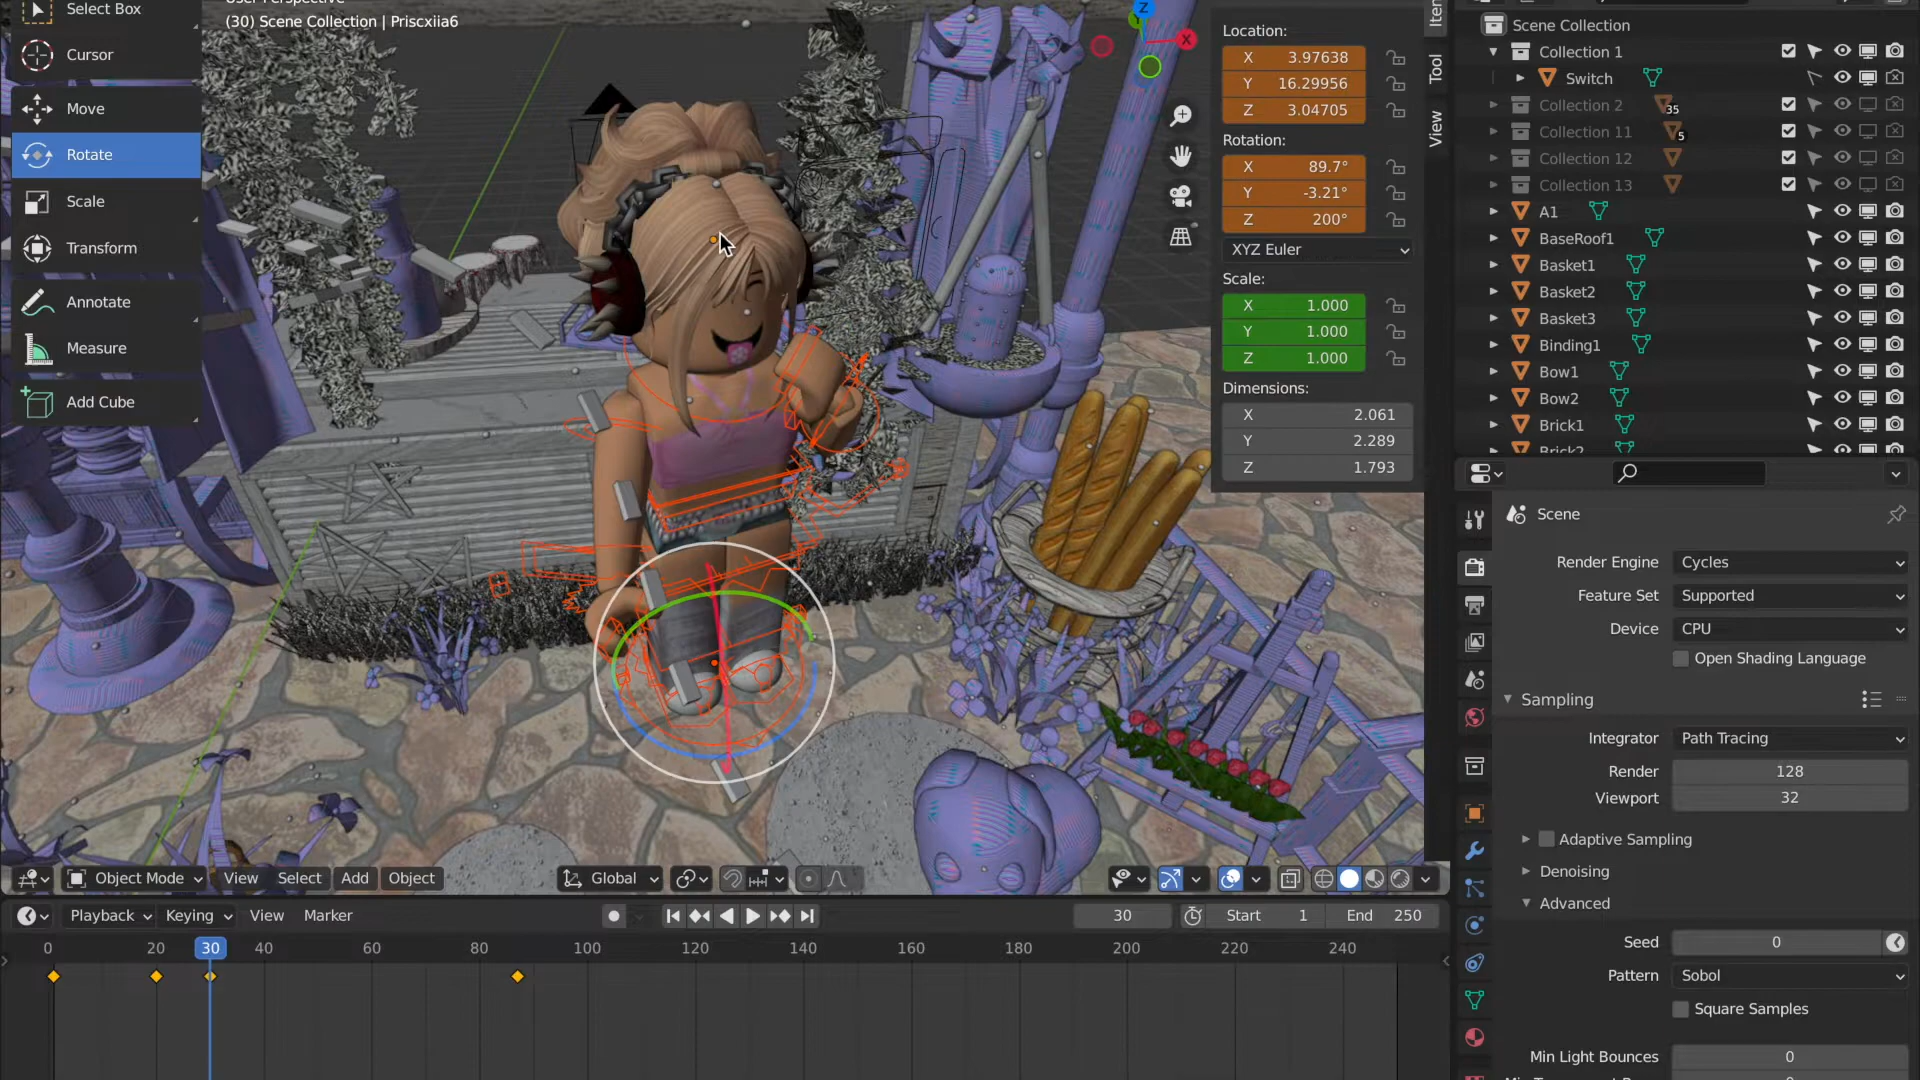 Select Box
User Perspective
(30) Scene Collection | Priscxiia6
Cursor
Move
Rotate
Scale
Transform
Annotate
Measure
Add Cube
Z
X
Location:
X 3.97638
Y 16.29956
Z 3.04705
Rotation:
X 89.7°
Y -3.21°
Z 200°
XYZ Euler
Scale:
X 1.000
Y 1.000
Z 1.000
Dimensions:
X 2.061
Y 2.289
Z 1.793
Tool
View
Scene Collection
Collection 1
Switch
Collection 2 35
Collection 11 5
Collection 12
Collection 13
A1
BaseRoof1
Basket1
Basket2
Basket3
Binding1
Bow1
Bow2
Brick1
Brick2
Scene
Render Engine Cycles
Feature Set Supported
Device CPU
Open Shading Language
Sampling
Integrator Path Tracing
Render 128
Viewport 32
Adaptive Sampling
Denoising
Advanced
Seed 0
Pattern Sobol
Square Samples
Min Light Bounces 0
Object Mode View Select Add Object Global
Playback Keying View Marker 30 Start 1 End 250
0 20 30 40 60 80 100 120 140 160 180 200 220 240